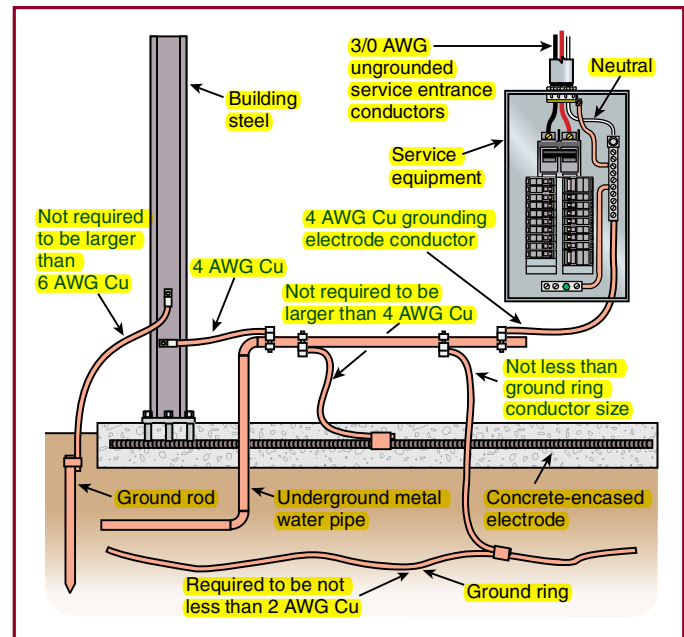 3/0 AWG
ungrounded
service entrance
conductors
Neutral
Building
steel
Service
equipment
Not required
to be larger
than
6 AWG Cu
4 AWG Cu
4 AWG Cu grounding
electrode conductor
Not required to be
larger than 4 AWG Cu
Not less than
ground ring
conductor size
Ground rod
Underground metal
water pipe
Concrete-encased
electrode
Required to be not
less than 2 AWG Cu
Ground ring